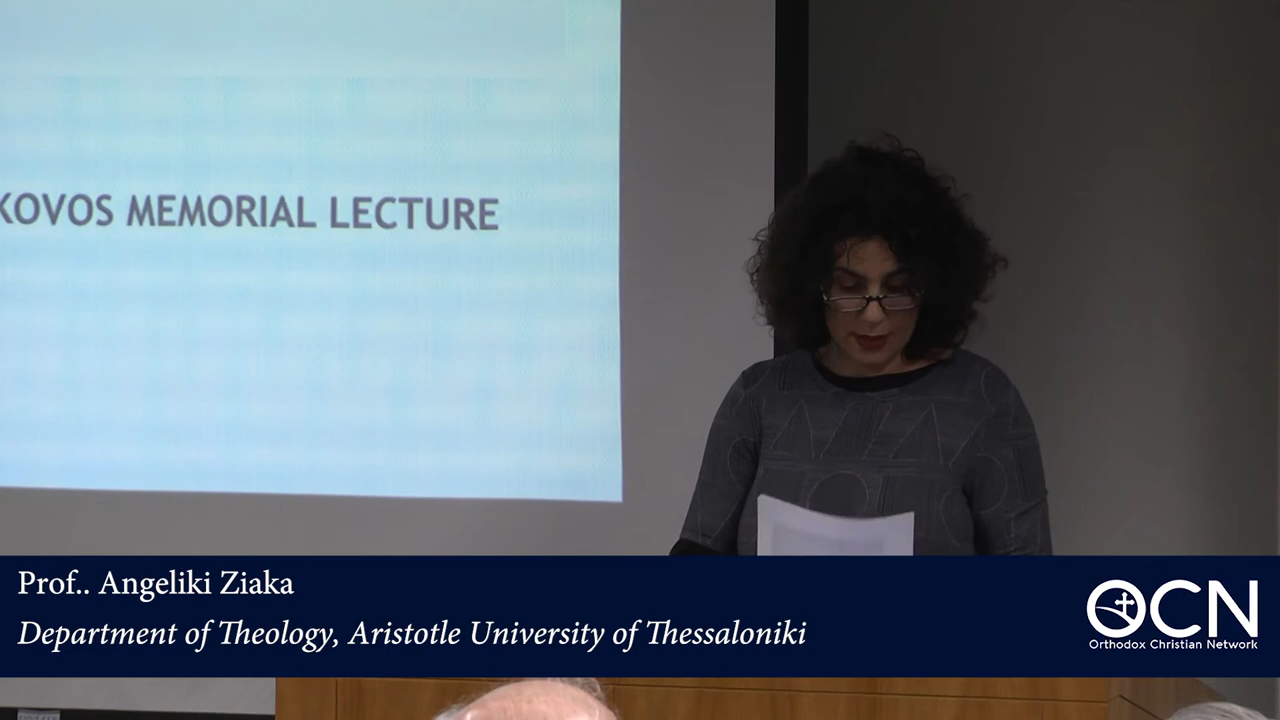 KOVOS MEMORIAL LECTURE
Prof.. Angeliki Ziaka
Department of Theology, Aristotle University of Thessaloniki
OCN
Orthodox Christian Network